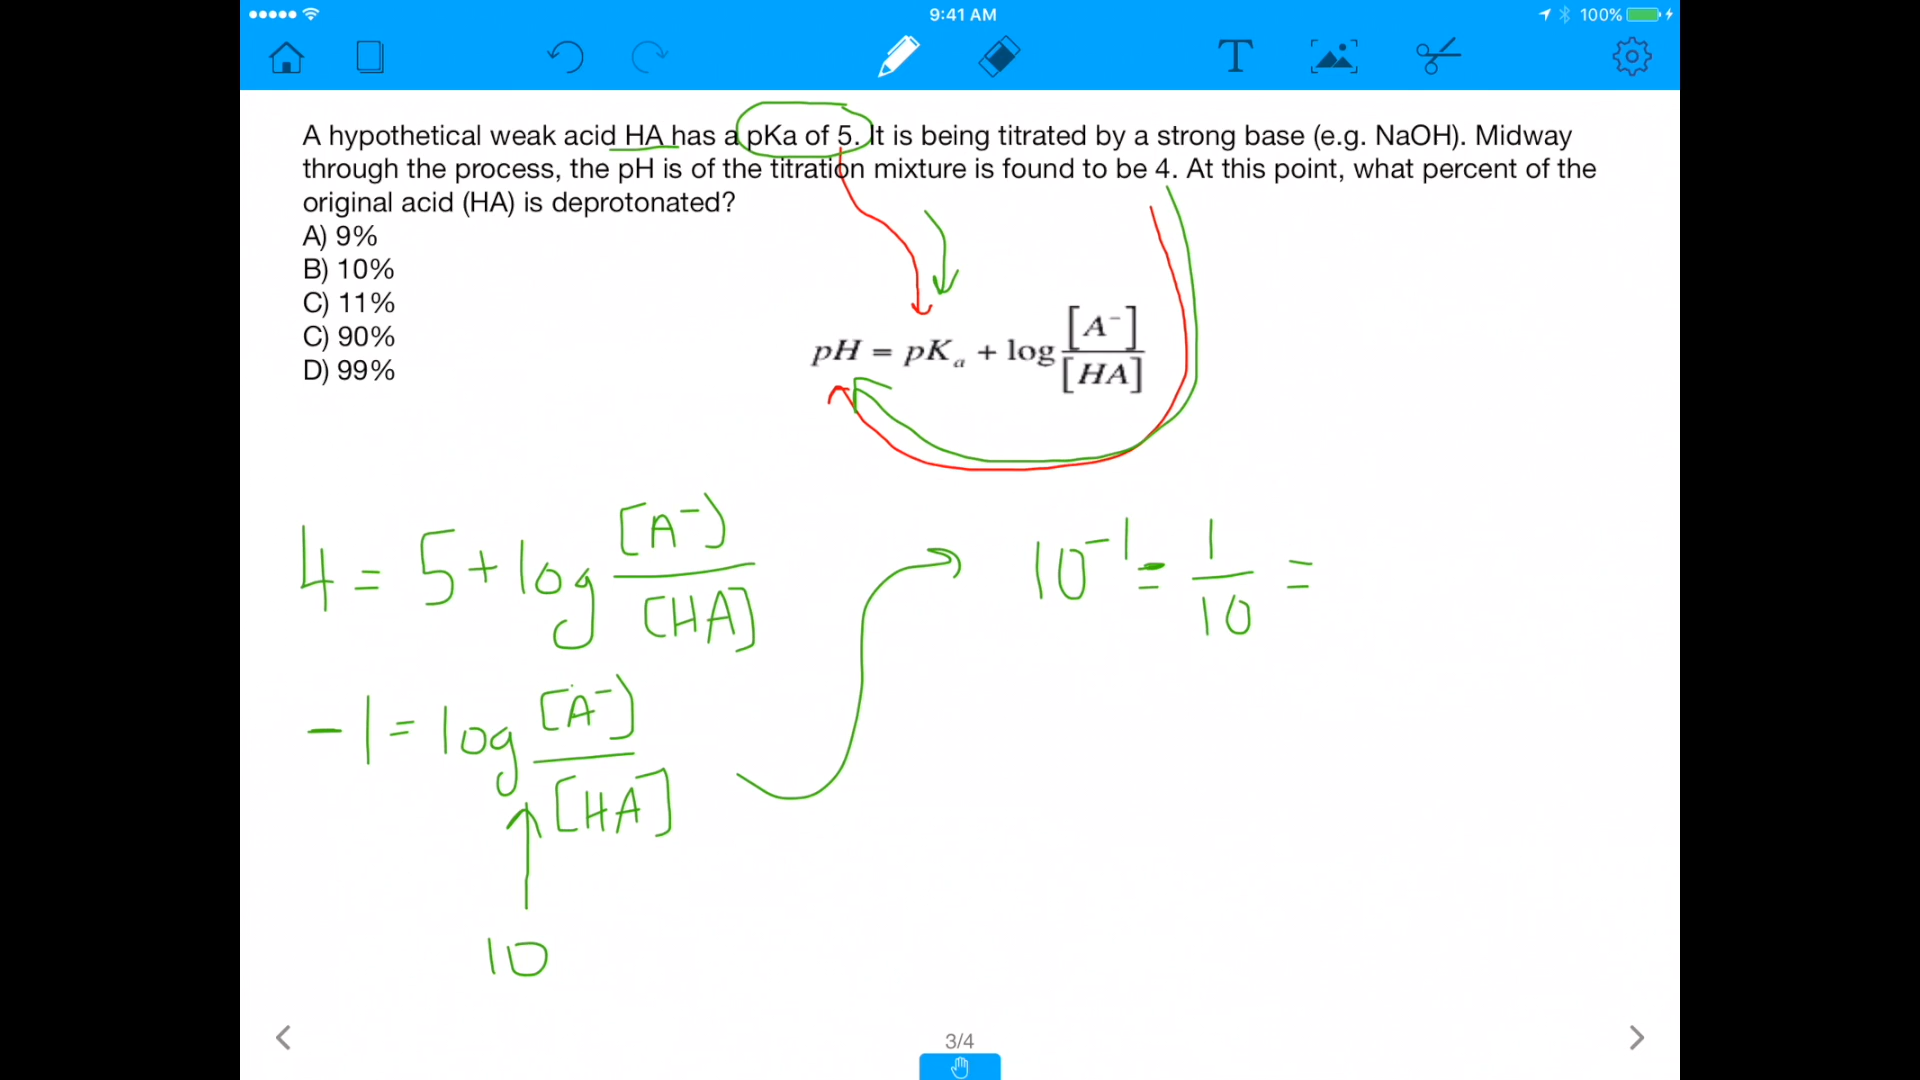 9:41 AM
100%
T
A hypothetical weak acid HA has a pKa of 5. It is being titrated by a strong base (e.g. NaOH). Midway
through the process, the pH is of the titration mixture is found to be 4. At this point, what percent of the
original acid (HA) is deprotonated?
A) 9%
B) 10%
C) 11%
C) 90%
D) 99%
pH = pKₐ + log [A⁻] / [HA]
4 = 5 + log [A⁻) / [HA]
10⁻¹ = 1/10 =
-1 = log [A⁻) / [HA]
10
3/4